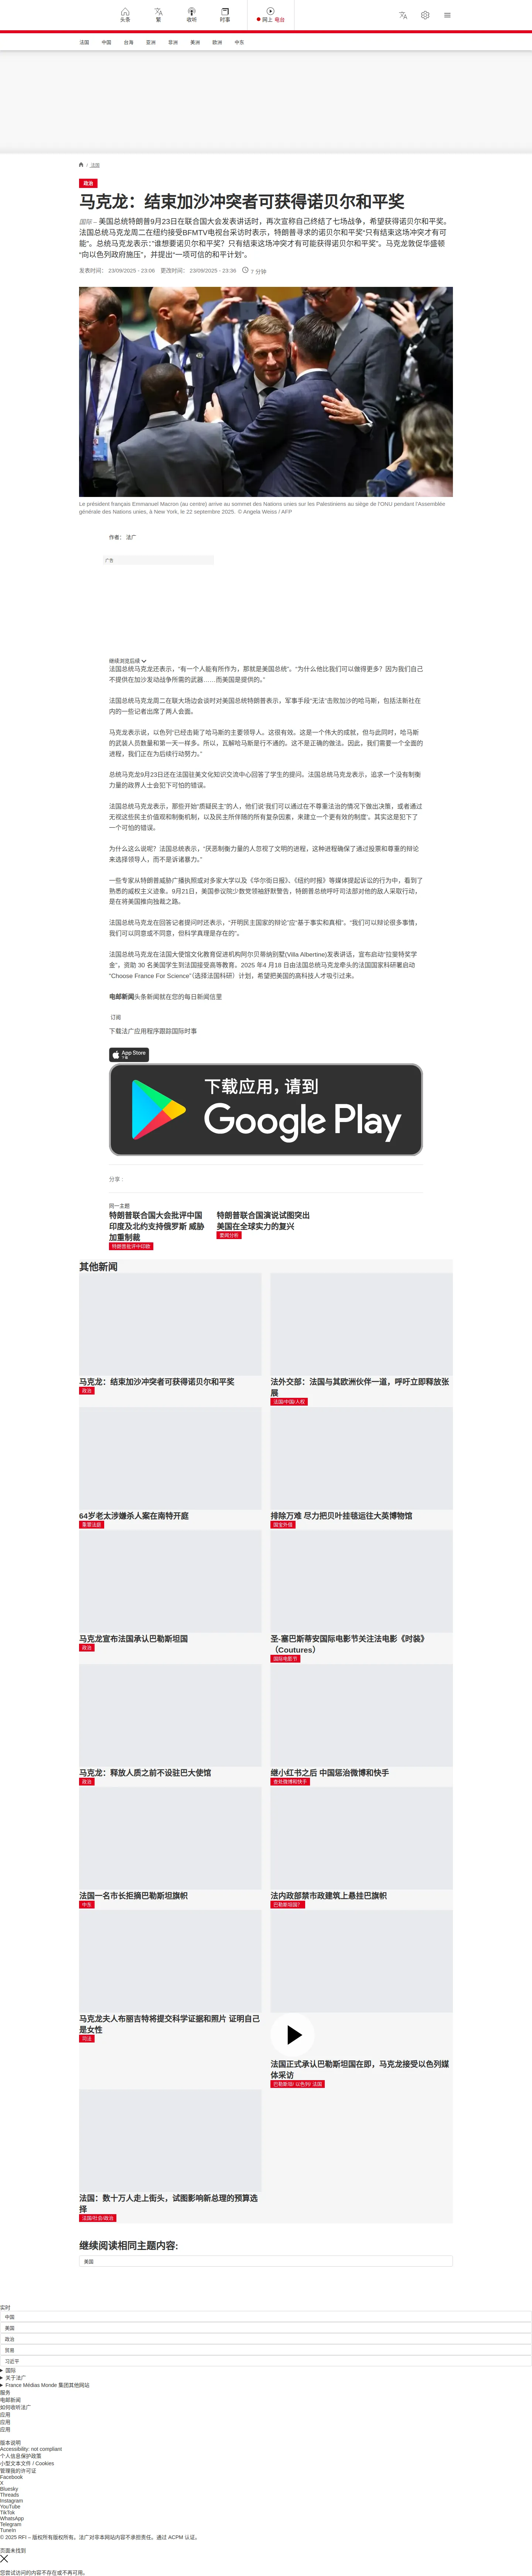 头条
繁
收听
时事
网上 电台
法国
中国
台海
亚洲
非洲
美洲
欧洲
中东
/ 法国
政治
马克龙：结束加沙冲突者可获得诺贝尔和平奖
国际 – 美国总统特朗普9月23日在联合国大会发表讲话时，再次宣称自己终结了七场战争，希望获得诺贝尔和平奖。
法国总统马克龙周二在纽约接受BFMTV电视台采访时表示，特朗普寻求的诺贝尔和平奖“只有结束这场冲突才有可
能”。总统马克龙表示：“谁想要诺贝尔和平奖？只有结束这场冲突才有可能获得诺贝尔和平奖”。马克龙敦促华盛顿
“向以色列政府施压”，并提出“一项可信的和平计划”。
发表时间： 23/09/2025 - 23:06 更改时间： 23/09/2025 - 23:36 7 分钟
Le président français Emmanuel Macron (au centre) arrive au sommet des Nations unies sur les Palestiniens au siège de l'ONU pendant l'Assemblée
générale des Nations unies, à New York, le 22 septembre 2025. © Angela Weiss / AFP
作者： 法广
广告
继续浏览后续
法国总统马克龙还表示，“有一个人能有所作为，那就是美国总统”。“为什么他比我们可以做得更多？因为我们自己
不提供在加沙发动战争所需的武器……而美国是提供的。”
法国总统马克龙周二在联大场边会谈时对美国总统特朗普表示，军事手段“无法”击败加沙的哈马斯，包括法新社在
内的一些记者出席了两人会面。
马克龙表示说，以色列“已经击毙了哈马斯的主要领导人。这很有效。这是一个伟大的成就，但与此同时，哈马斯
的武装人员数量和第一天一样多。所以，瓦解哈马斯是行不通的。这不是正确的做法。因此，我们需要一个全面的
进程，我们正在为后续行动努力。”
总统马克龙9月23日还在法国驻美文化知识交流中心回答了学生的提问。法国总统马克龙表示，追求一个没有制衡
力量的政界人士会犯下可怕的错误。
法国总统马克龙表示，那些开始“质疑民主”的人，他们说‘我们可以通过在不尊重法治的情况下做出决策，或者通过
无视这些民主价值观和制衡机制，以及民主所伴随的所有复杂因素，来建立一个更有效的制度’。其实这是犯下了
一个可怕的错误。
为什么这么说呢？法国总统表示，“厌恶制衡力量的人忽视了文明的进程，这种进程确保了通过投票和尊重的辩论
来选择领导人，而不是诉诸暴力。”
一些专家从特朗普威胁广播执照或对多家大学以及《华尔街日报》、《纽约时报》等媒体提起诉讼的行为中，看到了
熟悉的威权主义迹象。9月21日，美国参议院少数党领袖舒默警告，特朗普总统呼吁司法部对他的敌人采取行动，
是在将美国推向独裁之路。
法国总统马克龙在回答记者提问时还表示，“开明民主国家的辩论”应“基于事实和真相”。“我们可以辩论很多事情，
我们可以同意或不同意，但科学真理是存在的”。
法国总统马克龙在法国大使馆文化教育促进机构阿尔贝蒂纳别墅(Villa Albertine)发表讲话，宣布启动“拉斐特奖学
金”，资助 30 名美国学生到法国接受高等教育。2025 年4 月18 日由法国总统马克龙牵头的法国国家科研署启动
“Choose France For Science”（选择法国科研）计划，希望把美国的高科技人才吸引过来。
电邮新闻头条新闻就在您的每日新闻信里
订阅
下载法广应用程序跟踪国际时事
App Store
下载
下载应用，请到
Google Play
分享 :
同一主题
特朗普联合国大会批评中国
印度及北约支持俄罗斯 威胁
加重制裁
特朗普批评中印欧
特朗普联合国演说试图突出
美国在全球实力的复兴
要闻分析
其他新闻
马克龙：结束加沙冲突者可获得诺贝尔和平奖
政治
法外交部：法国与其欧洲伙伴一道，呼吁立即释放张
展
法国/中国/人权
64岁老太涉嫌杀人案在南特开庭
重要法庭
排除万难 尽力把贝叶挂毯运往大英博物馆
国宝外借
马克龙宣布法国承认巴勒斯坦国
政治
圣-塞巴斯蒂安国际电影节关注法电影《时装》
（Coutures）
国际电影节
马克龙：释放人质之前不设驻巴大使馆
政治
继小红书之后 中国惩治微博和快手
查处微博和快手
法国一名市长拒摘巴勒斯坦旗帜
中东
法内政部禁市政建筑上悬挂巴旗帜
巴勒斯坦国？
马克龙夫人布丽吉特将提交科学证据和照片 证明自己
是女性
司法
法国正式承认巴勒斯坦国在即，马克龙接受以色列媒
体采访
巴勒斯坦/ 以色列/ 法国
法国：数十万人走上街头，试图影响新总理的预算选
择
法国/社会/政治
继续阅读相同主题内容:
美国
实时
中国
美国
政治
贸易
习近平
国际
关于法广
France Médias Monde 集团其他网站
服务
电邮新闻
如何收听法广
应用
应用
应用
版本说明
Accessibility: not compliant
个人信息保护政策
小型文本文件 / Cookies
管理我的许可证
Facebook
X
Bluesky
Threads
Instagram
YouTube
TikTok
WhatsApp
Telegram
TuneIn
© 2025 RFI – 版权所有版权所有。法广对非本网站内容不承担责任。通过 ACPM 认证。
页面未找到
您尝试访问的内容不存在或不再可用。